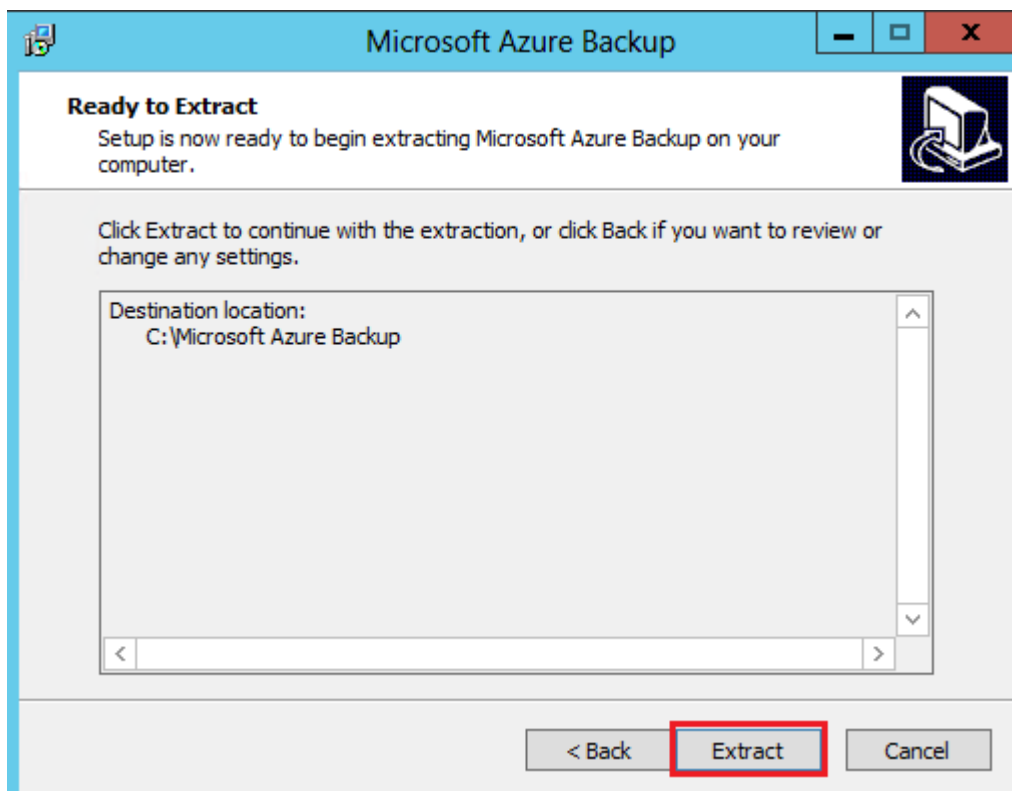 Microsoft Azure Backup
Ready to Extract
Setup is now ready to begin extracting Microsoft Azure Backup on your
computer.
Click Extract to continue with the extraction, or click Back if you want to review or
change any settings.
Destination location:
C:\Microsoft Azure Backup
< Back
Extract
Cancel